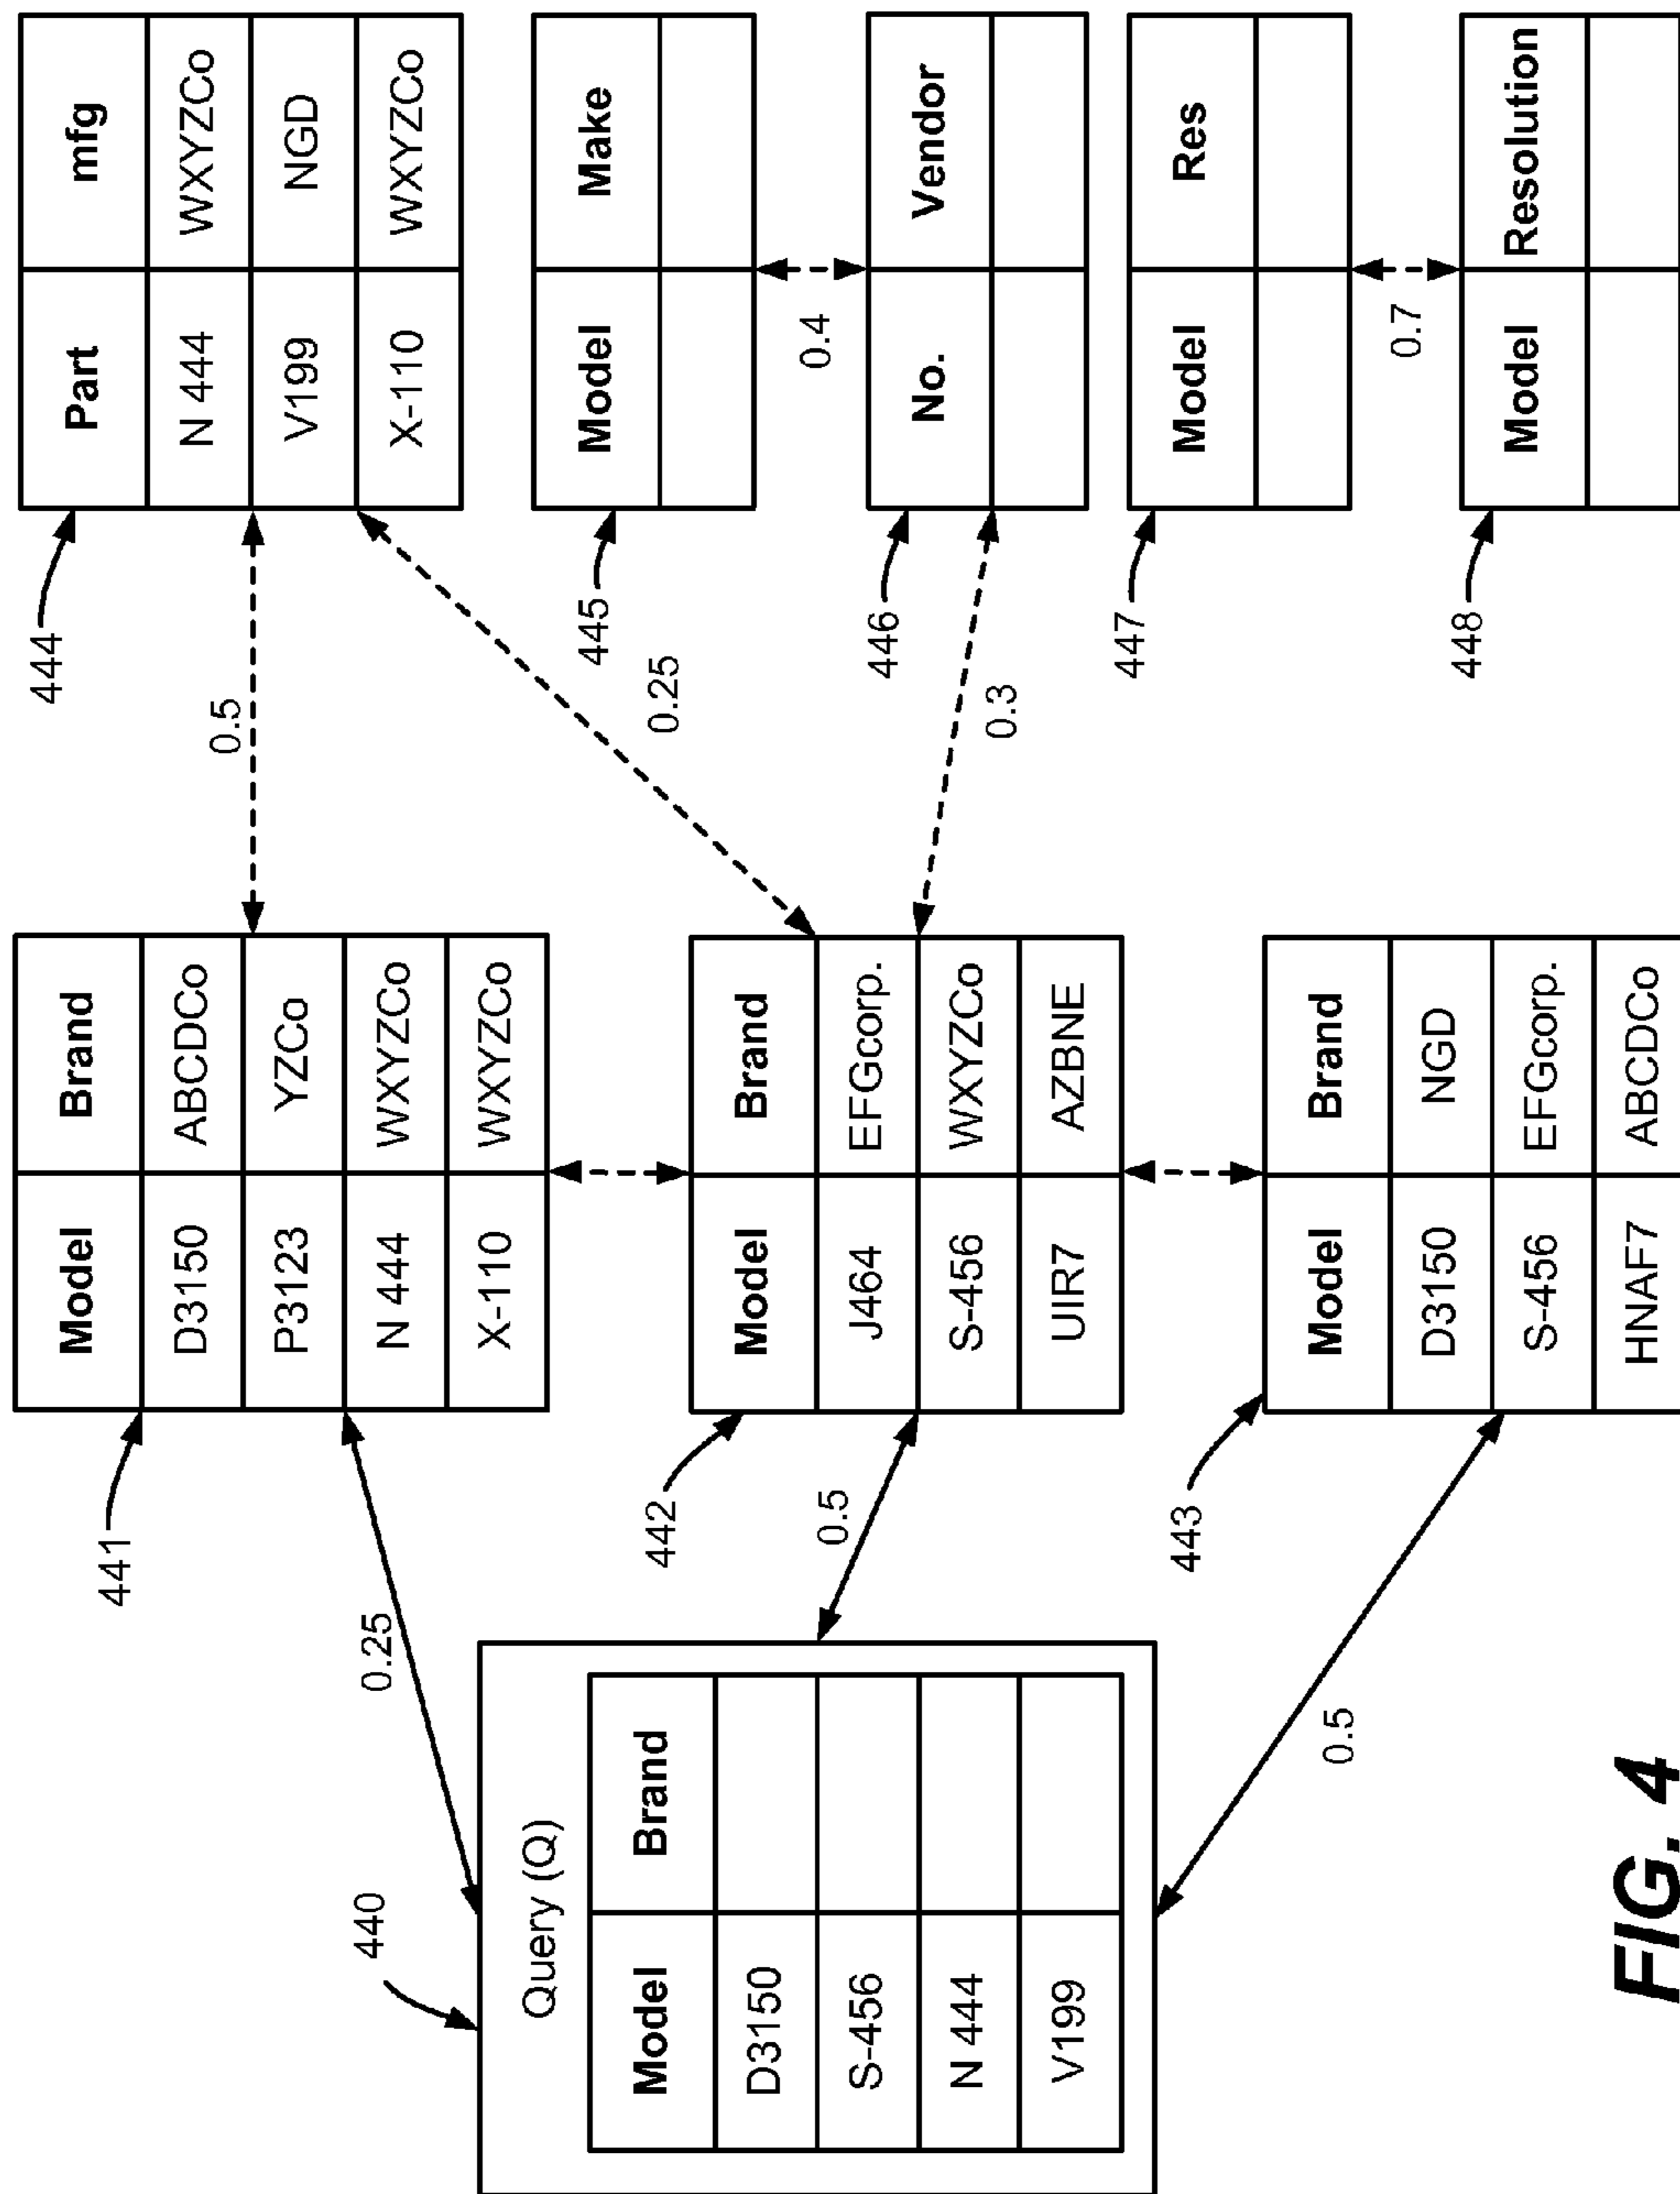 440
Query (Q)
Model Brand
D3150
S-456
N 444
V199
0.25
0.5
0.5
441
Model Brand
D3150 ABCDCo
P3123 YZCo
N 444 WXYZCo
X-110 WXYZCo
442
Model Brand
J464 EFGcorp.
S-456 WXYZCo
UIR7 AZBNE
443
Model Brand
D3150 NGD
S-456 EFGcorp.
HNAF7 ABCDCo
0.5
0.25
0.3
444
Part mfg
N 444 WXYZCo
V199 NGD
X-110 WXYZCo
445
Model Make
0.4
446
No. Vendor
447
Model Res
0.7
448
Model Resolution
FIG. 4